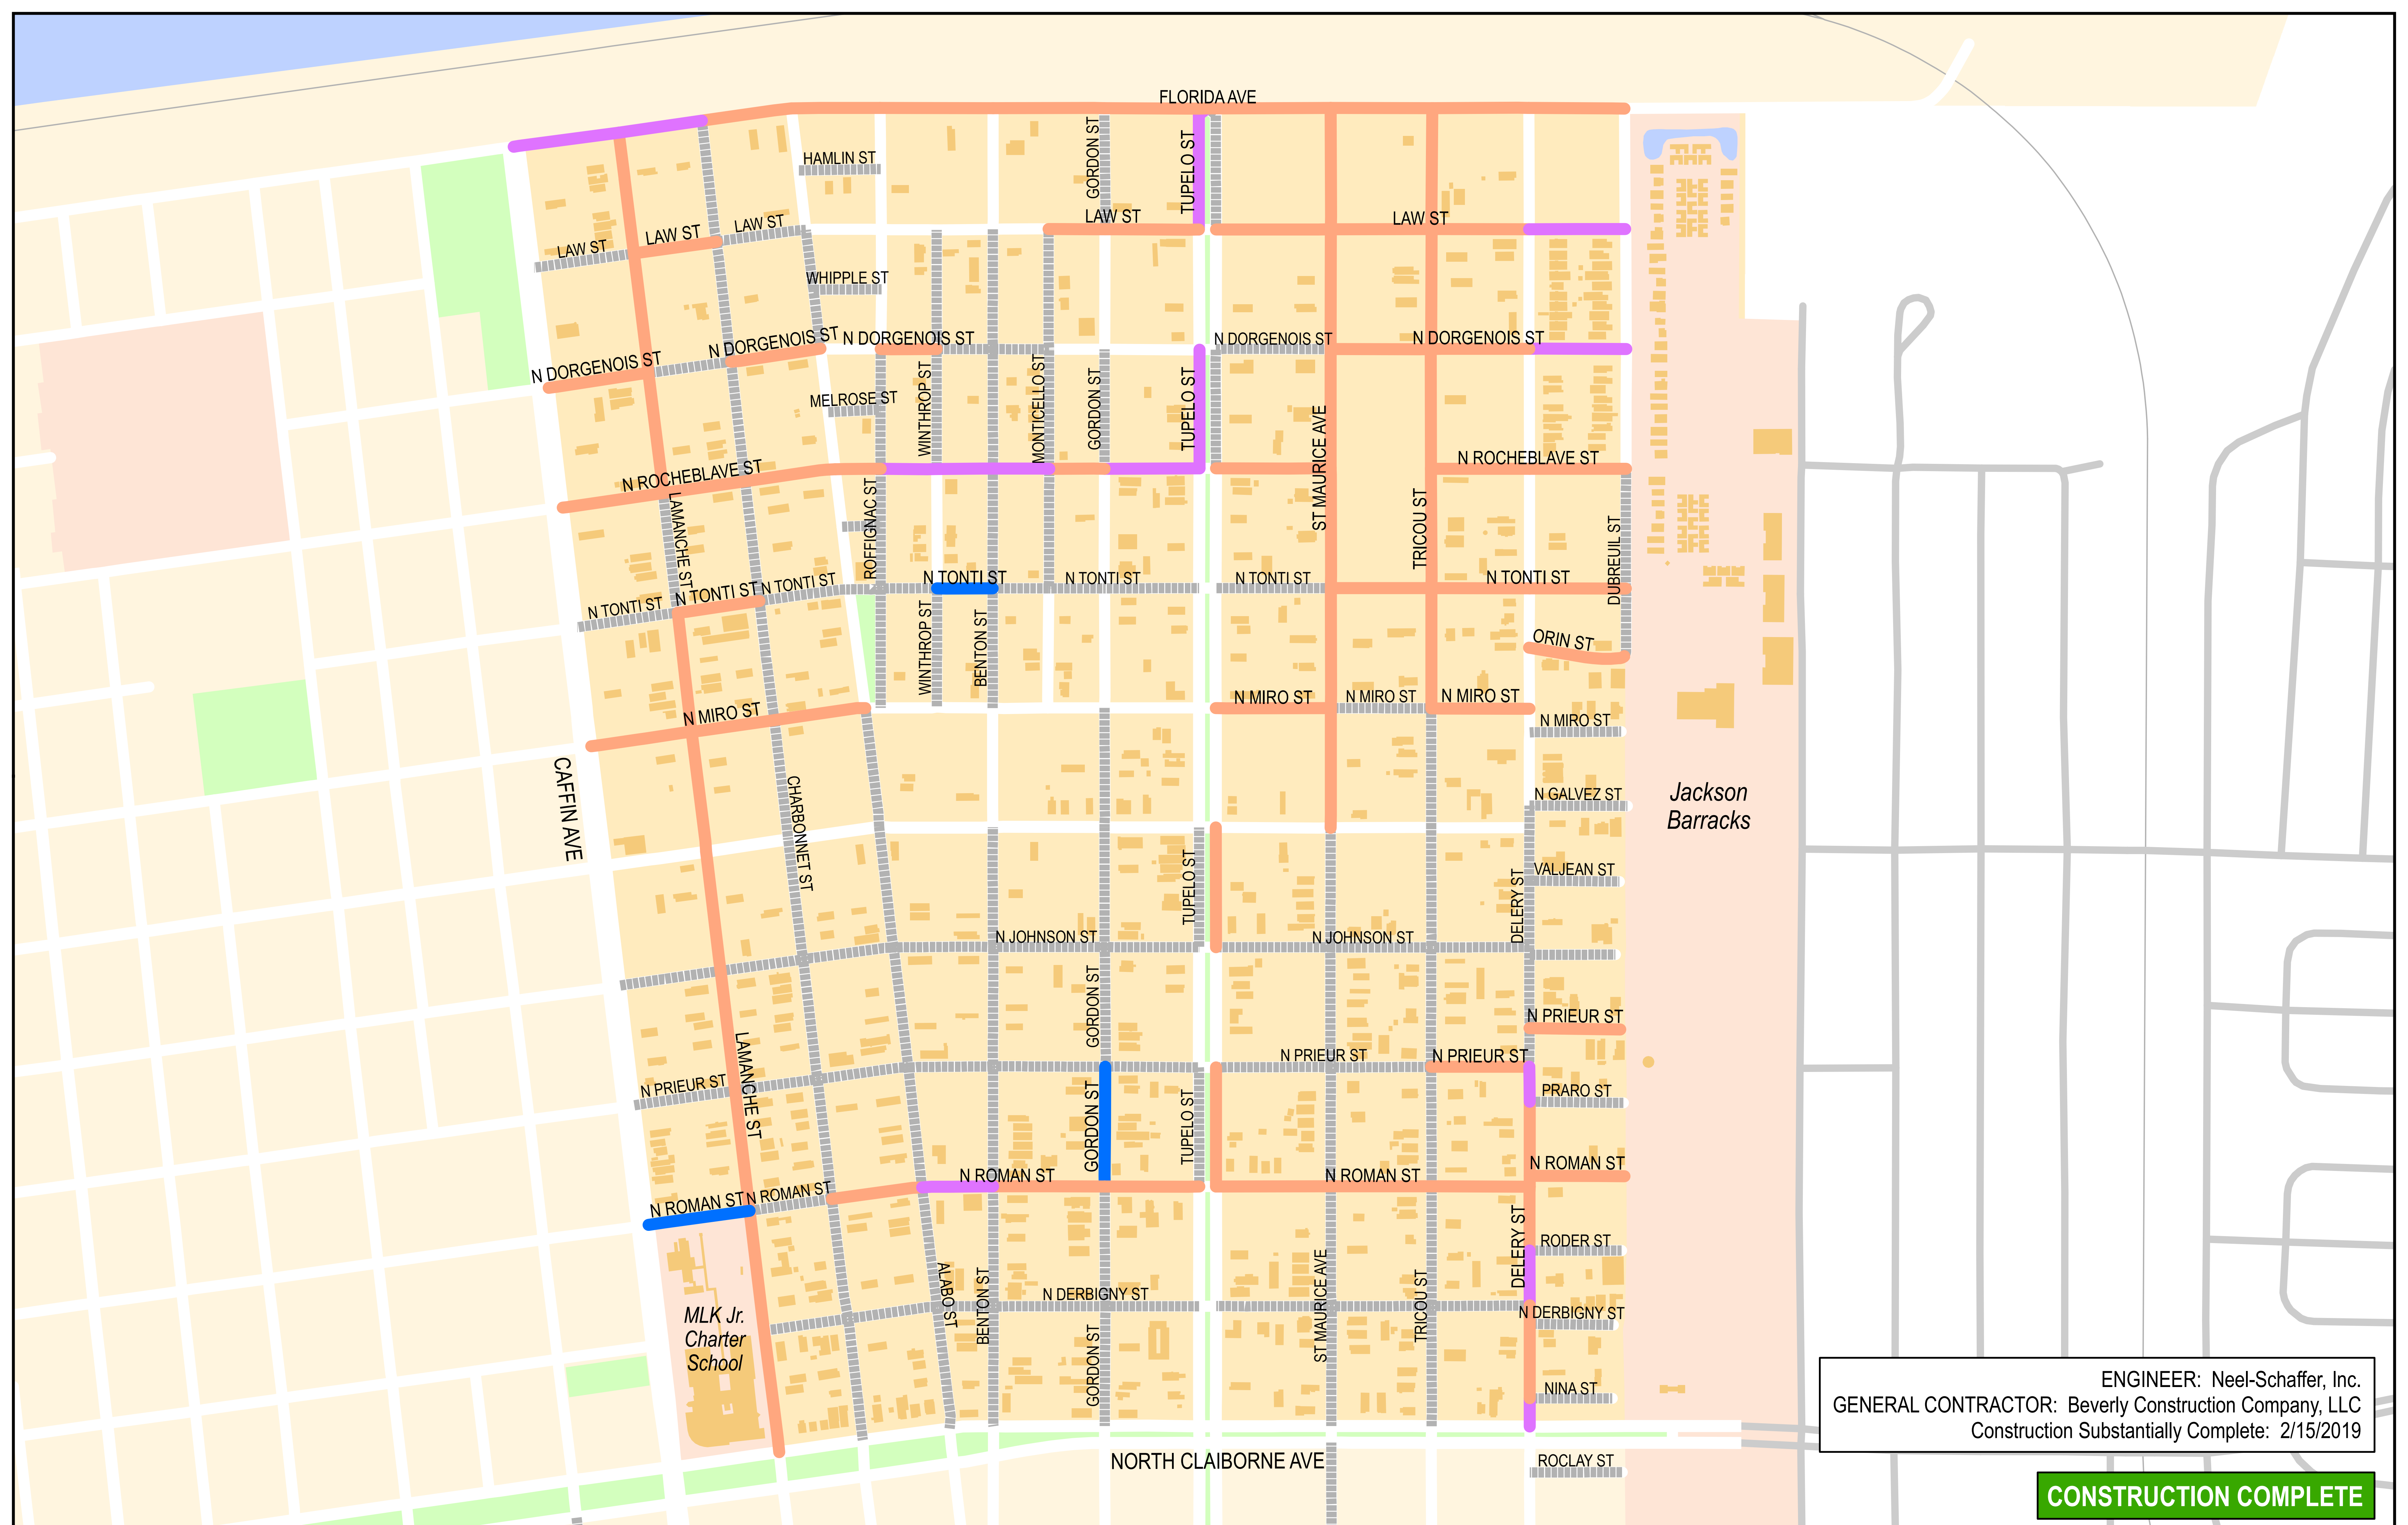 FLORIDA AVE
HAMLIN ST
GORDON ST
TUPELO ST
LAW ST
LAW ST
LAW ST
LAW ST
LAW ST
WHIPPLE ST
N DORGENOIS ST
N DORGENOIS ST
N DORGENOIS ST
N DORGENOIS ST
N DORGENOIS ST
MELROSE ST
WINTHROP ST
MONTICELLO ST
GORDON ST
TUPELO ST
ST MAURICE AVE
N ROCHEBLAVE ST
N ROCHEBLAVE ST
LAMANCHE ST
ROFFIGNAC ST
TRICOU ST
DUBREUIL ST
N TONTI ST
N TONTI ST
N TONTI ST
N TONTI ST
N TONTI ST
N TONTI ST
N TONTI ST
WINTHROP ST
BENTON ST
ORIN ST
N MIRO ST
N MIRO ST
N MIRO ST
N MIRO ST
N MIRO ST
CAFFIN AVE
CHARBONNET ST
N GALVEZ ST
Jackson
Barracks
TUPELO ST
DELERY ST
VALJEAN ST
N JOHNSON ST
N JOHNSON ST
GORDON ST
N PRIEUR ST
LAMANCHE ST
N PRIEUR ST
N PRIEUR ST
N PRIEUR ST
GORDON ST
TUPELO ST
PRARO ST
N ROMAN ST
N ROMAN ST
N ROMAN ST
N ROMAN ST
N ROMAN ST
DELERY ST
RODER ST
ALABO ST
BENTON ST
N DERBIGNY ST
ST MAURICE AVE
TRICOU ST
N DERBIGNY ST
MLK Jr.
Charter
School
GORDON ST
NINA ST
NORTH CLAIBORNE AVE
ROCLAY ST
ENGINEER: Neel-Schaffer, Inc.
GENERAL CONTRACTOR: Beverly Construction Company, LLC
Construction Substantially Complete: 2/15/2019
CONSTRUCTION COMPLETE